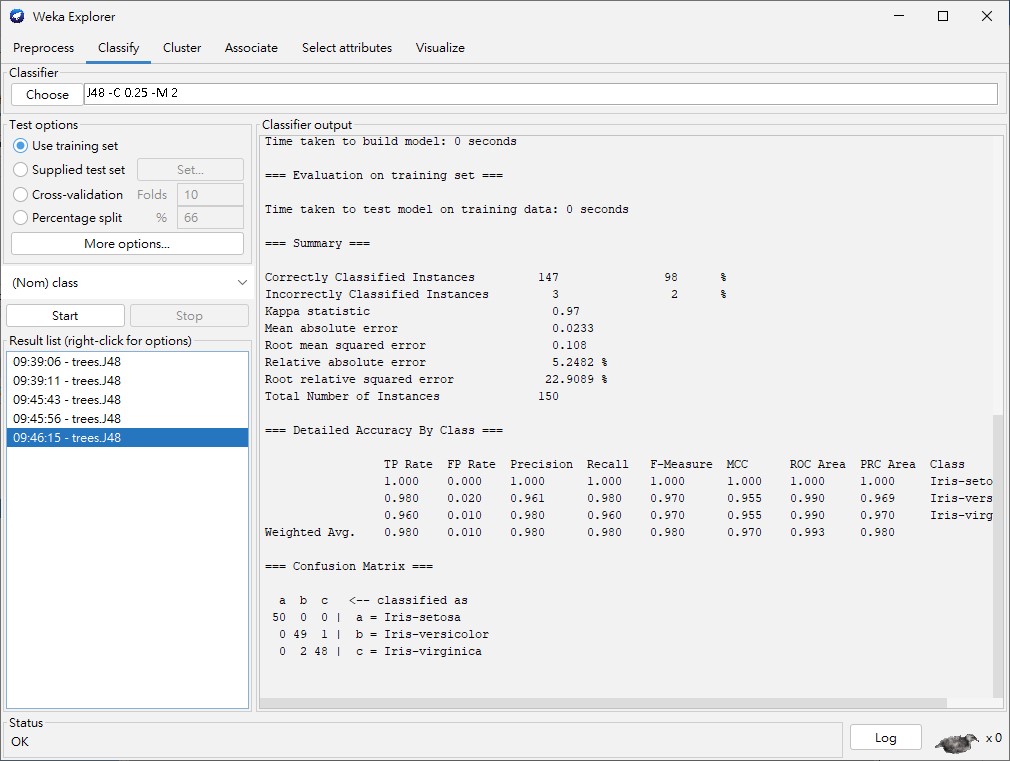 Weka Explorer
Preprocess Classify Cluster Associate Select attributes Visualize
Classifier
Choose J48 -C 0.25 -M 2
Test options
Use training set
Supplied test set Set...
Cross-validation Folds 10
Percentage split % 66
More options...
(Nom) class
Start Stop
Result list (right-click for options)
09:39:06 - trees.J48
09:39:11 - trees.J48
09:45:43 - trees.J48
09:45:56 - trees.J48
09:46:15 - trees.J48
Classifier output
Time taken to build model: 0 seconds
=== Evaluation on training set ===
Time taken to test model on training data: 0 seconds
=== Summary ===
Correctly Classified Instances 147 98 %
Incorrectly Classified Instances 3 2 %
Kappa statistic 0.97
Mean absolute error 0.0233
Root mean squared error 0.108
Relative absolute error 5.2482 %
Root relative squared error 22.9089 %
Total Number of Instances 150
=== Detailed Accuracy By Class ===
TP Rate FP Rate Precision Recall F-Measure MCC ROC Area PRC Area Class
1.000 0.000 1.000 1.000 1.000 1.000 1.000 1.000 Iris-seto
0.980 0.020 0.961 0.980 0.970 0.955 0.990 0.969 Iris-vers
0.960 0.010 0.980 0.960 0.970 0.955 0.990 0.970 Iris-virg
Weighted Avg. 0.980 0.010 0.980 0.980 0.980 0.970 0.993 0.980
=== Confusion Matrix ===
a b c <-- classified as
50 0 0 | a = Iris-setosa
0 49 1 | b = Iris-versicolor
0 2 48 | c = Iris-virginica
Status
OK
Log
x 0